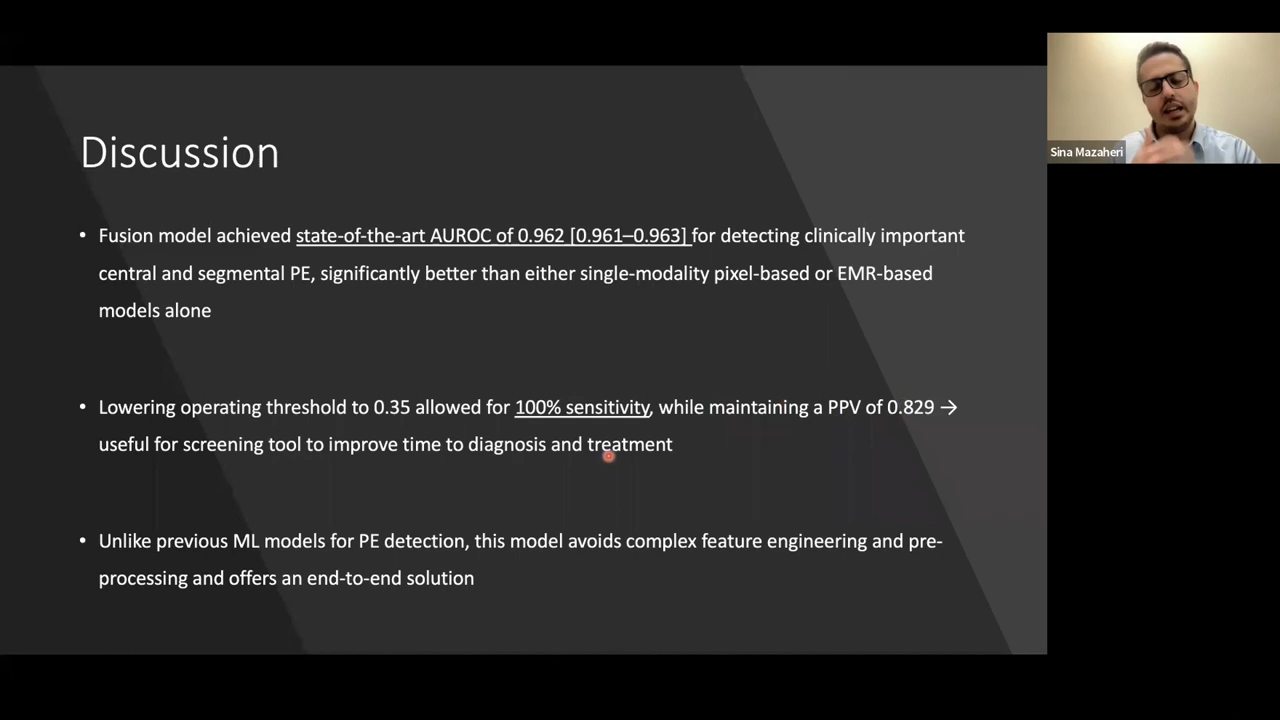 Discussion
• Fusion model achieved state-of-the-art AUROC of 0.962 [0.961–0.963] for detecting clinically important
central and segmental PE, significantly better than either single-modality pixel-based or EMR-based
models alone
• Lowering operating threshold to 0.35 allowed for 100% sensitivity, while maintaining a PPV of 0.829 →
useful for screening tool to improve time to diagnosis and treatment
• Unlike previous ML models for PE detection, this model avoids complex feature engineering and pre-
processing and offers an end-to-end solution
Sina Mazaheri